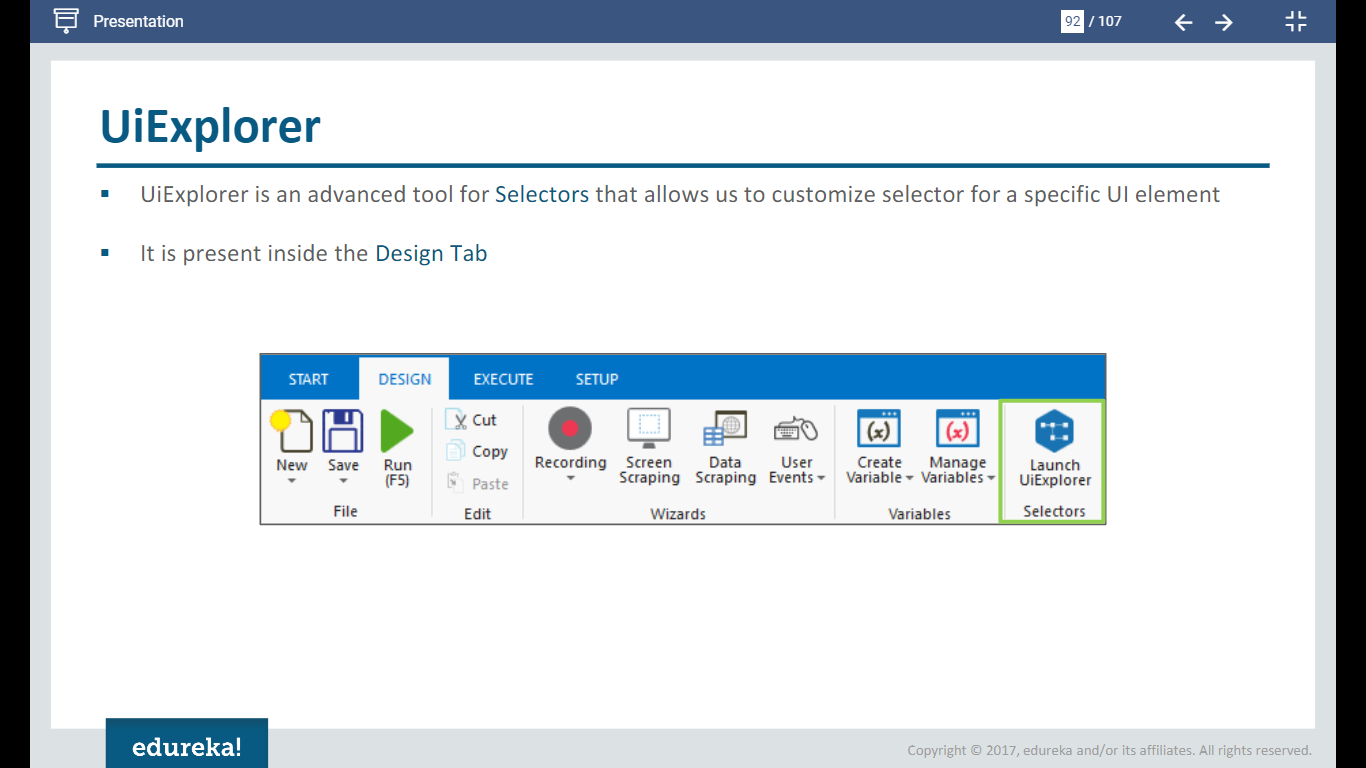 Presentation
92 / 107
UiExplorer
▪ UiExplorer is an advanced tool for Selectors that allows us to customize selector for a specific UI element
▪ It is present inside the Design Tab
START DESIGN EXECUTE SETUP
New
Save
Run
(F5)
File
Cut
Copy
Paste
Edit
Recording
Screen
Scraping
Data
Scraping
User
Events
Wizards
Create
Variable
Manage
Variables
Variables
Launch
UiExplorer
Selectors
edureka!
Copyright © 2017, edureka and/or its affiliates. All rights reserved.